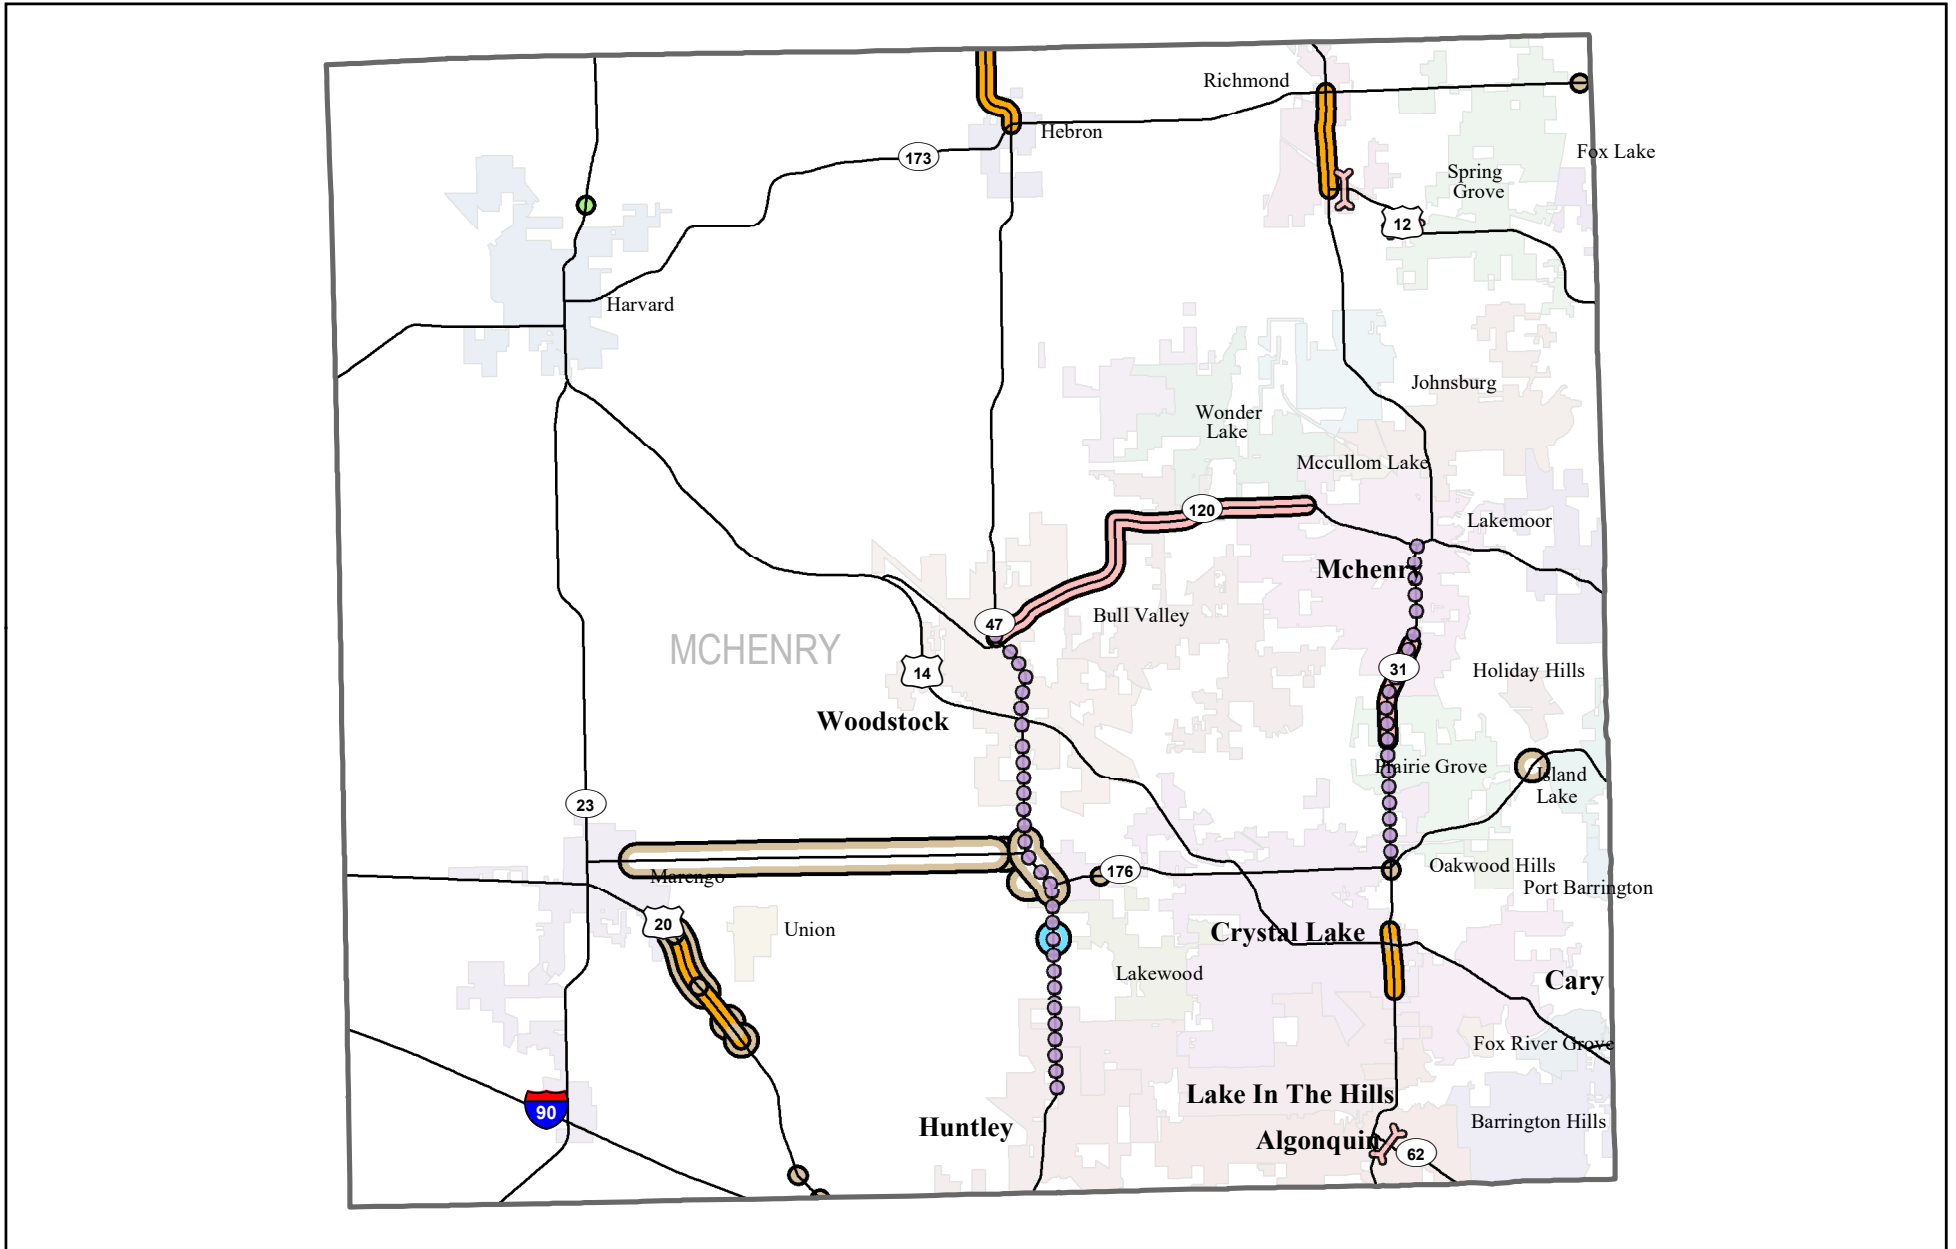 Richmond
Hebron
173
Fox Lake
Spring
Grove
12
Harvard
Johnsburg
Wonder
Lake
Mccullom Lake
120
Lakemoor
Mchenry
Bull Valley
47
MCHENRY
14
31
Holiday Hills
Woodstock
Prairie Grove
Island
Lake
23
176
Oakwood Hills
Marengo
Port Barrington
20
Union
Crystal Lake
Lakewood
Cary
Fox River Grove
90
Lake In The Hills
Huntley
Barrington Hills
Algonquin
62